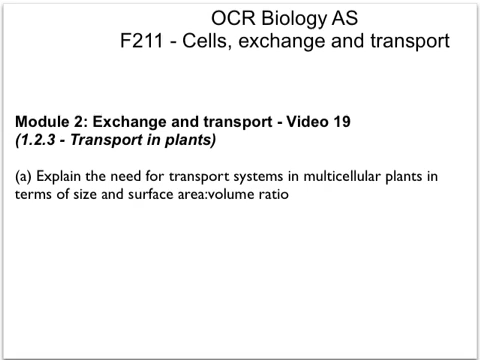 OCR Biology AS
F211 - Cells, exchange and transport
Module 2: Exchange and transport - Video 19
(1.2.3 - Transport in plants)
(a) Explain the need for transport systems in multicellular plants in
terms of size and surface area:volume ratio